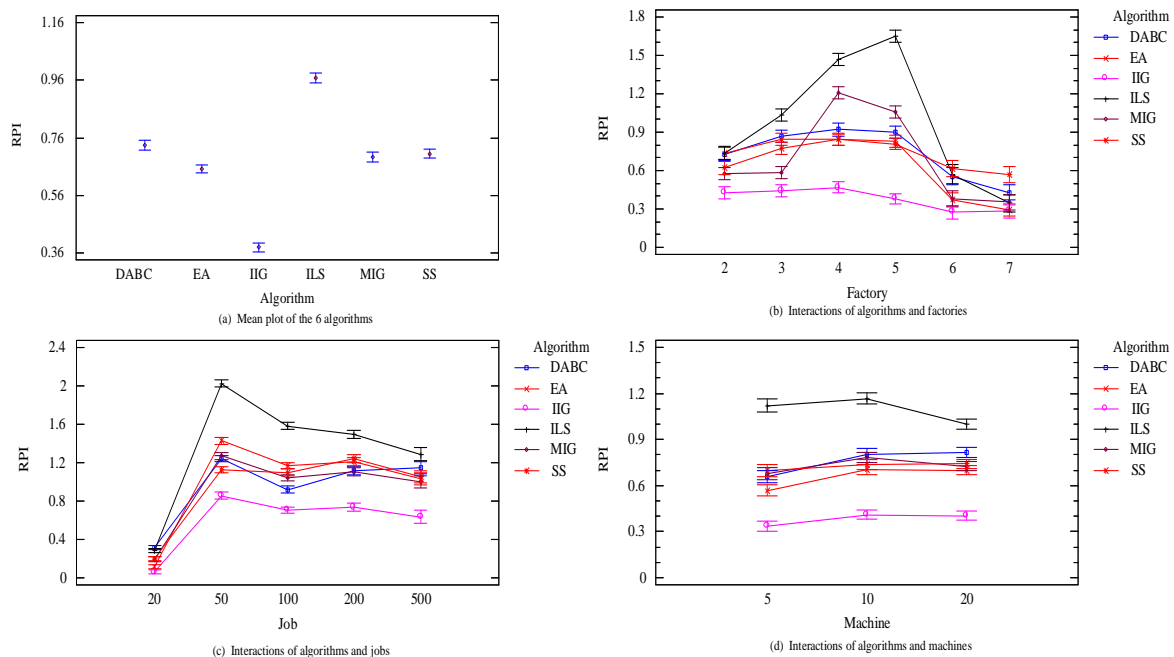 1.16
0.96
0.76
0.56
0.36
RPI
DABC EA IIG ILS MIG SS
Algorithm
(a) Mean plot of the 6 algorithms
1.8
1.5
1.2
0.9
0.6
0.3
0
RPI
2 3 4 5 6 7
Factory
Algorithm
DABC
EA
IIG
ILS
MIG
SS
(b) Interactions of algorithms and factories
2.4
2
1.6
1.2
0.8
0.4
0
RPI
20 50 100 200 500
Job
Algorithm
DABC
EA
IIG
ILS
MIG
SS
(c) Interactions of algorithms and jobs
1.5
1.2
0.9
0.6
0.3
0
RPI
5 10 20
Machine
Algorithm
DABC
EA
IIG
ILS
MIG
SS
(d) Interactions of algorithms and machines